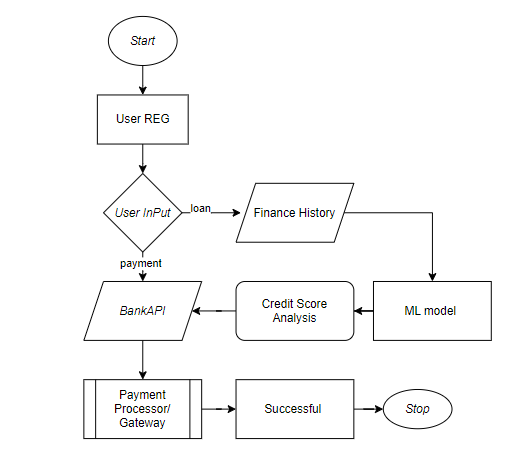 Start
User REG
User InPut
loan
Finance History
payment
BankAPI
Credit Score
Analysis
ML model
Payment
Processor/
Gateway
Successful
Stop